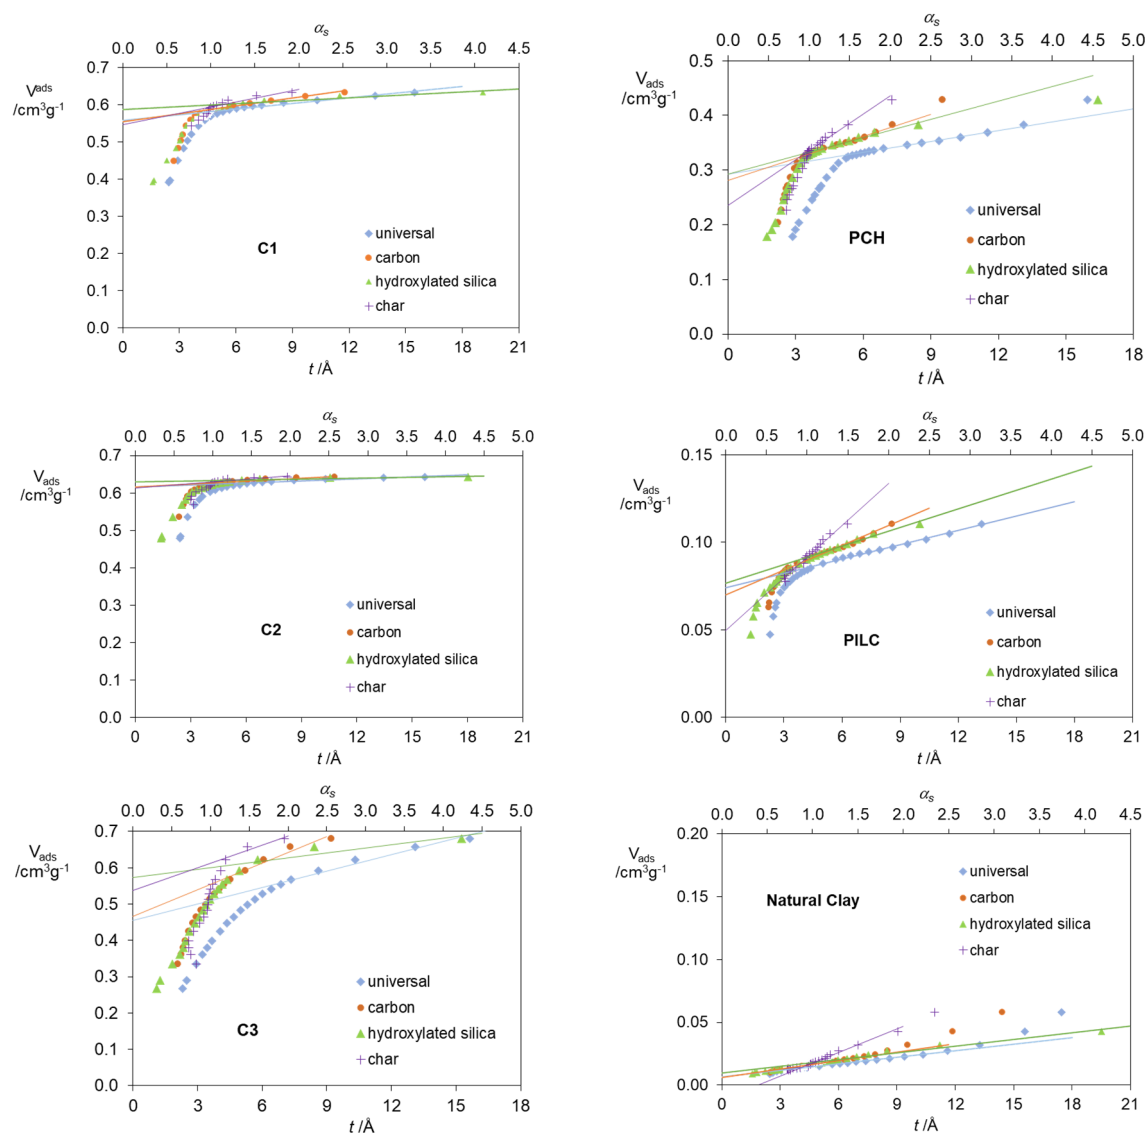 αs
0.0 0.5 1.0 1.5 2.0 2.5 3.0 3.5 4.0 4.5
Vads
/cm3g-1
0.7
0.6
0.5
0.4
0.3
0.2
0.1
0.0
C1
universal
carbon
hydroxylated silica
char
0 3 6 9 12 15 18 21
t /Å
αs
0.0 0.5 1.0 1.5 2.0 2.5 3.0 3.5 4.0 4.5 5.0
Vads
/cm3g-1
0.5
0.4
0.3
0.2
0.1
0.0
PCH
universal
carbon
hydroxylated silica
char
0 3 6 9 12 15 18
t /Å
αs
0.0 0.5 1.0 1.5 2.0 2.5 3.0 3.5 4.0 4.5 5.0
Vads
/cm3g-1
0.7
0.6
0.5
0.4
0.3
0.2
0.1
0.0
C2
universal
carbon
hydroxylated silica
char
0 3 6 9 12 15 18 21
t /Å
αs
0.0 0.5 1.0 1.5 2.0 2.5 3.0 3.5 4.0 4.5 5.0
Vads
/cm3g-1
0.15
0.10
0.05
0.00
PILC
universal
carbon
hydroxylated silica
char
0 3 6 9 12 15 18 21
t /Å
αs
0.0 0.5 1.0 1.5 2.0 2.5 3.0 3.5 4.0 4.5 5.0
Vads
/cm3g-1
0.7
0.6
0.5
0.4
0.3
0.2
0.1
0.0
C3
universal
carbon
hydroxylated silica
char
0 3 6 9 12 15 18
t /Å
αs
0.0 0.5 1.0 1.5 2.0 2.5 3.0 3.5 4.0 4.5
Vads
/cm3g-1
0.20
0.15
0.10
0.05
0.00
Natural Clay
universal
carbon
hydroxylated silica
char
0 3 6 9 12 15 18 21
t /Å